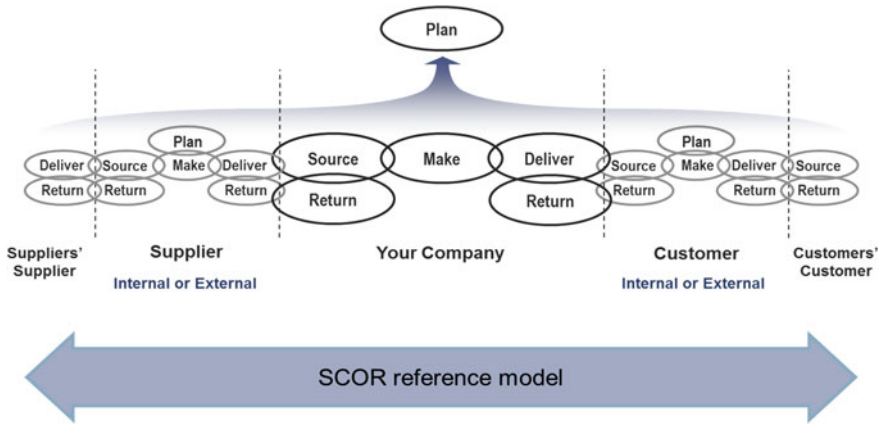 Plan
Plan
Plan
Deliver
Source
Make
Deliver
Source
Make
Deliver
Source
Make
Deliver
Source
Return
Return
Return
Return
Return
Return
Return
Return
Suppliers'
Supplier
Supplier
Internal or External
Your Company
Customer
Internal or External
Customers'
Customer
SCOR reference model